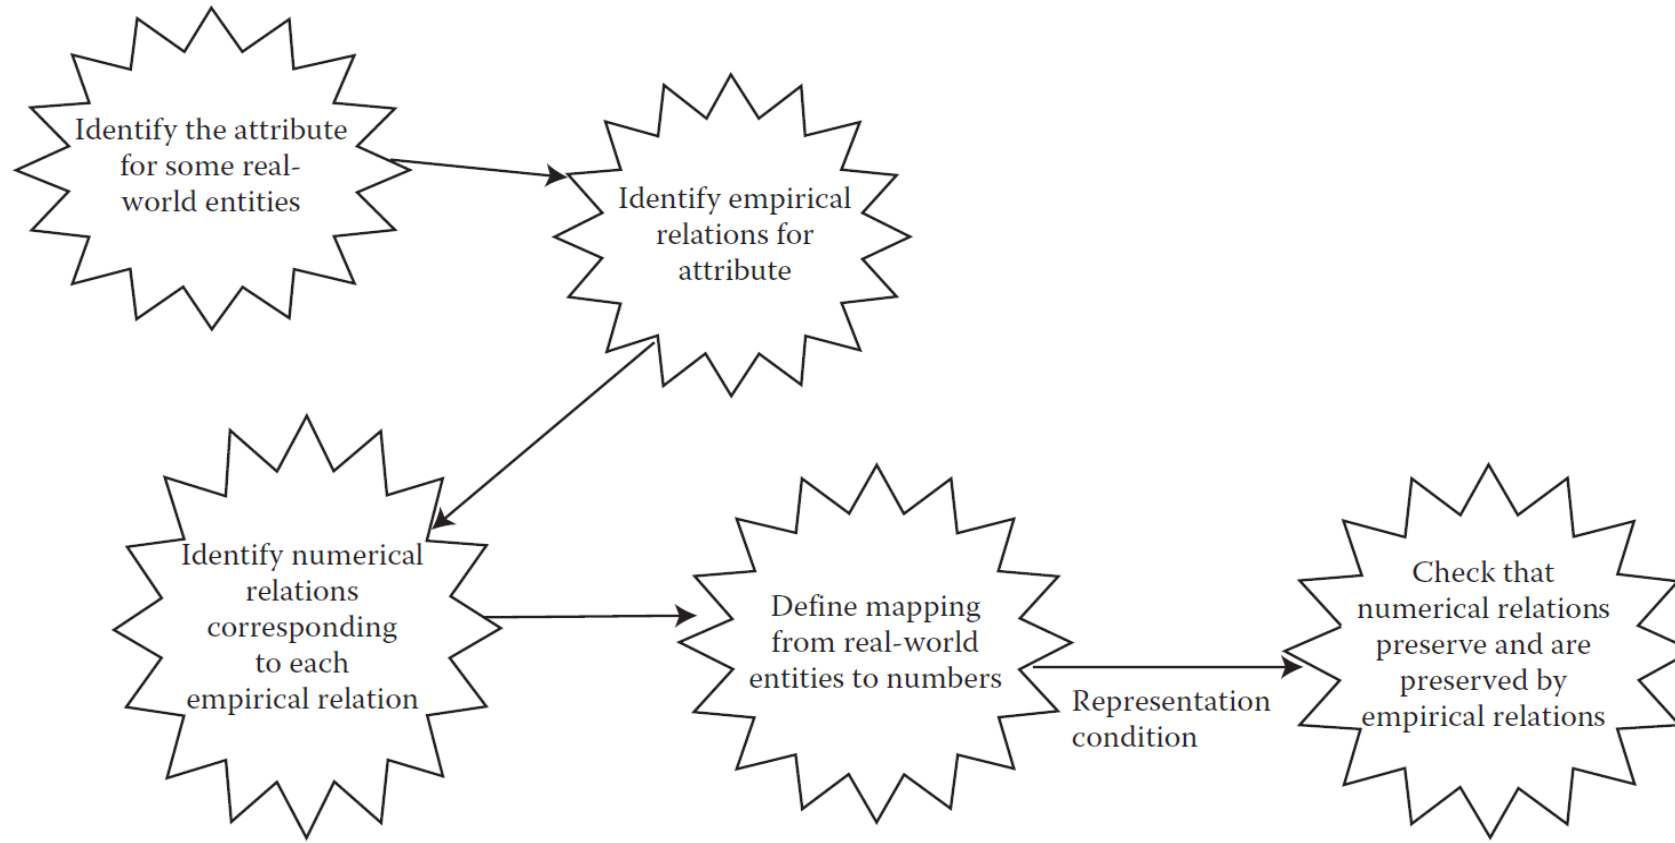 Identify the attribute
for some real-
world entities
Identify empirical
relations for
attribute
Identify numerical
relations
corresponding
to each
empirical relation
Define mapping
from real-world
entities to numbers
Representation
condition
Check that
numerical relations
preserve and are
preserved by
empirical relations